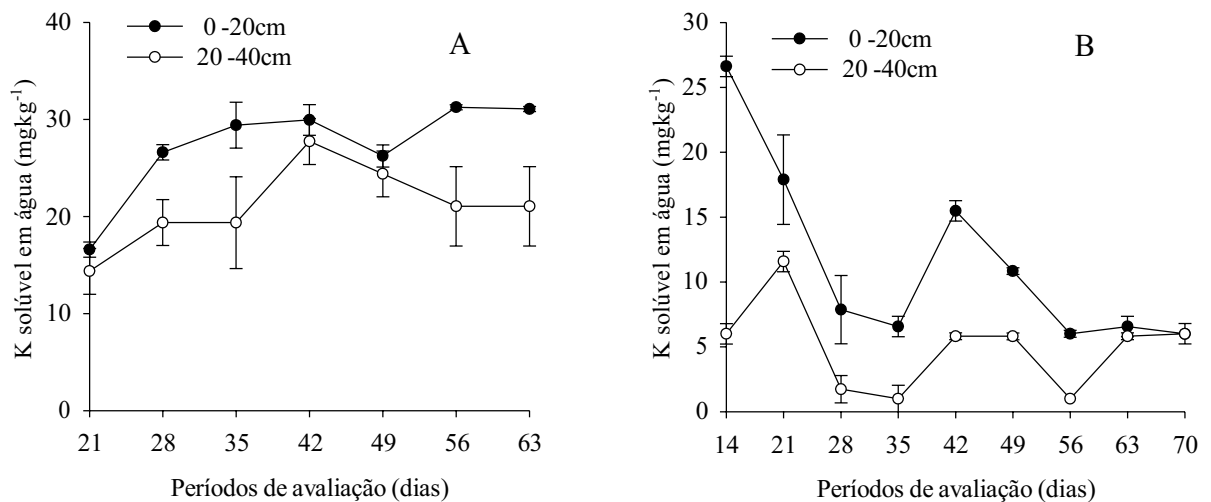 40
30
20
10
0
K solúvel em água (mgkg-1)
0 -20cm
20 -40cm
A
21 28 35 42 49 56 63
Períodos de avaliação (dias)
30
25
20
15
10
5
0
K solúvel em água (mgkg-1)
0 -20cm
20 -40cm
B
14 21 28 35 42 49 56 63 70
Períodos de avaliação (dias)